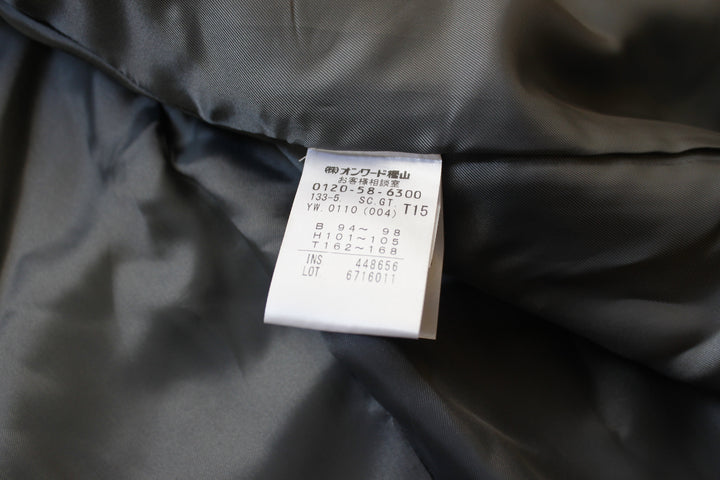 ㈱オンワード樫山
お客様相談室
0120-58-6300
133-5 SC.GT.
YW.0110 (004) T15
B 94～ 98
H101～105
T162～168
INS 448656
LOT 6716011